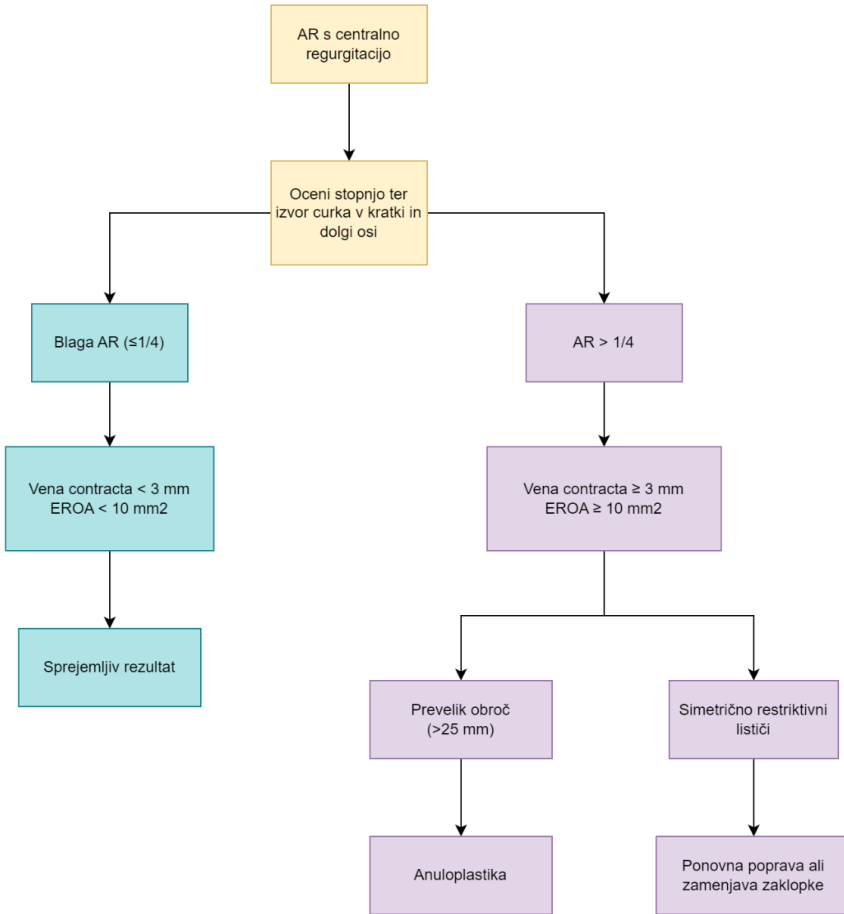 AR s centralno
regurgitacijo
Oceni stopnjo ter
izvor curka v kratki in
dolgi osi
Blaga AR (≤1/4)
AR > 1/4
Vena contracta < 3 mm
EROA < 10 mm2
Vena contracta ≥ 3 mm
EROA ≥ 10 mm2
Sprejemljiv rezultat
Prevelik obroč
(>25 mm)
Simetrično restriktivni
lističi
Anuloplastika
Ponovna poprava ali
zamenjava zaklopke